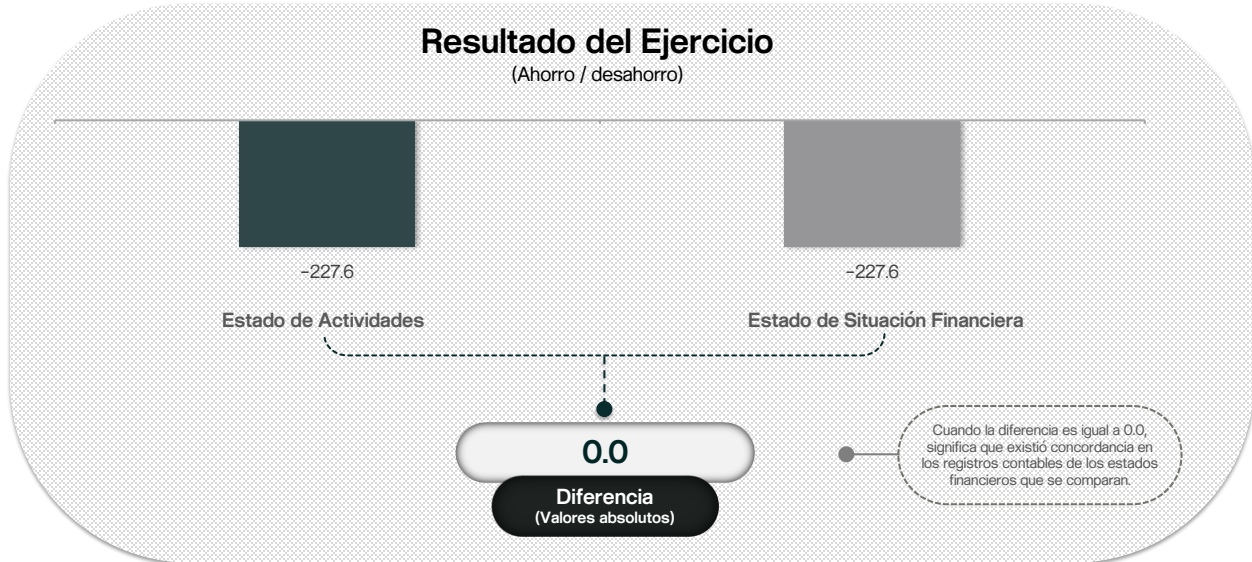 Resultado del Ejercicio
(Ahorro / desahorro)
-227.6
-227.6
Estado de Actividades
Estado de Situación Financiera
0.0
Diferencia
(Valores absolutos)
Cuando la diferencia es igual a 0.0,
significa que existió concordancia en
los registros contables de los estados
financieros que se comparan.